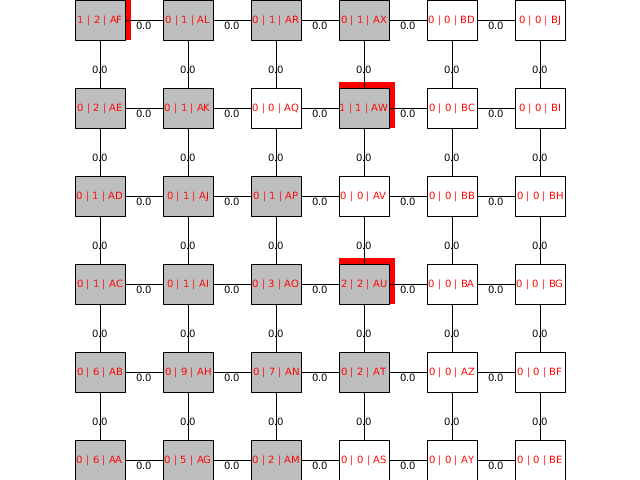 1 | 2 | AF 0.0 0 | 1 | AL 0.0 0 | 1 | AR 0.0 0 | 1 | AX 0.0 0 | 0 | BD 0.0 0 | 0 | BJ
0.0 0.0 0.0 0.0 0.0 0.0
0 | 2 | AE 0.0 0 | 1 | AK 0.0 0 | 0 | AQ 0.0 1 | 1 | AW 0.0 0 | 0 | BC 0.0 0 | 0 | BI
0.0 0.0 0.0 0.0 0.0 0.0
0 | 1 | AD 0.0 0 | 1 | AJ 0.0 0 | 1 | AP 0.0 0 | 0 | AV 0.0 0 | 0 | BB 0.0 0 | 0 | BH
0.0 0.0 0.0 0.0 0.0 0.0
0 | 1 | AC 0.0 0 | 1 | AI 0.0 0 | 3 | AO 0.0 2 | 2 | AU 0.0 0 | 0 | BA 0.0 0 | 0 | BG
0.0 0.0 0.0 0.0 0.0 0.0
0 | 6 | AB 0.0 0 | 9 | AH 0.0 0 | 7 | AN 0.0 0 | 2 | AT 0.0 0 | 0 | AZ 0.0 0 | 0 | BF
0.0 0.0 0.0 0.0 0.0 0.0
0 | 6 | AA 0.0 0 | 5 | AG 0.0 0 | 2 | AM 0.0 0 | 0 | AS 0.0 0 | 0 | AY 0.0 0 | 0 | BE